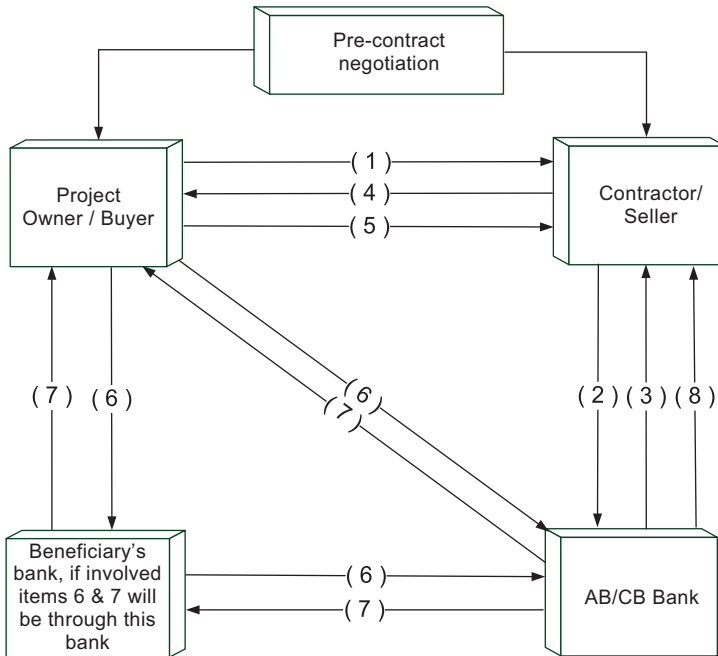 Pre-contract
negotiation
Project
Owner / Buyer
( 1 )
( 4 )
( 5 )
Contractor/
Seller
( 7 )
( 6 )
( 6 )
( 7 )
( 2 )
( 3 )
( 8 )
Beneficiary’s
bank, if involved
items 6 & 7 will
be through this
bank
( 6 )
( 7 )
AB/CB Bank